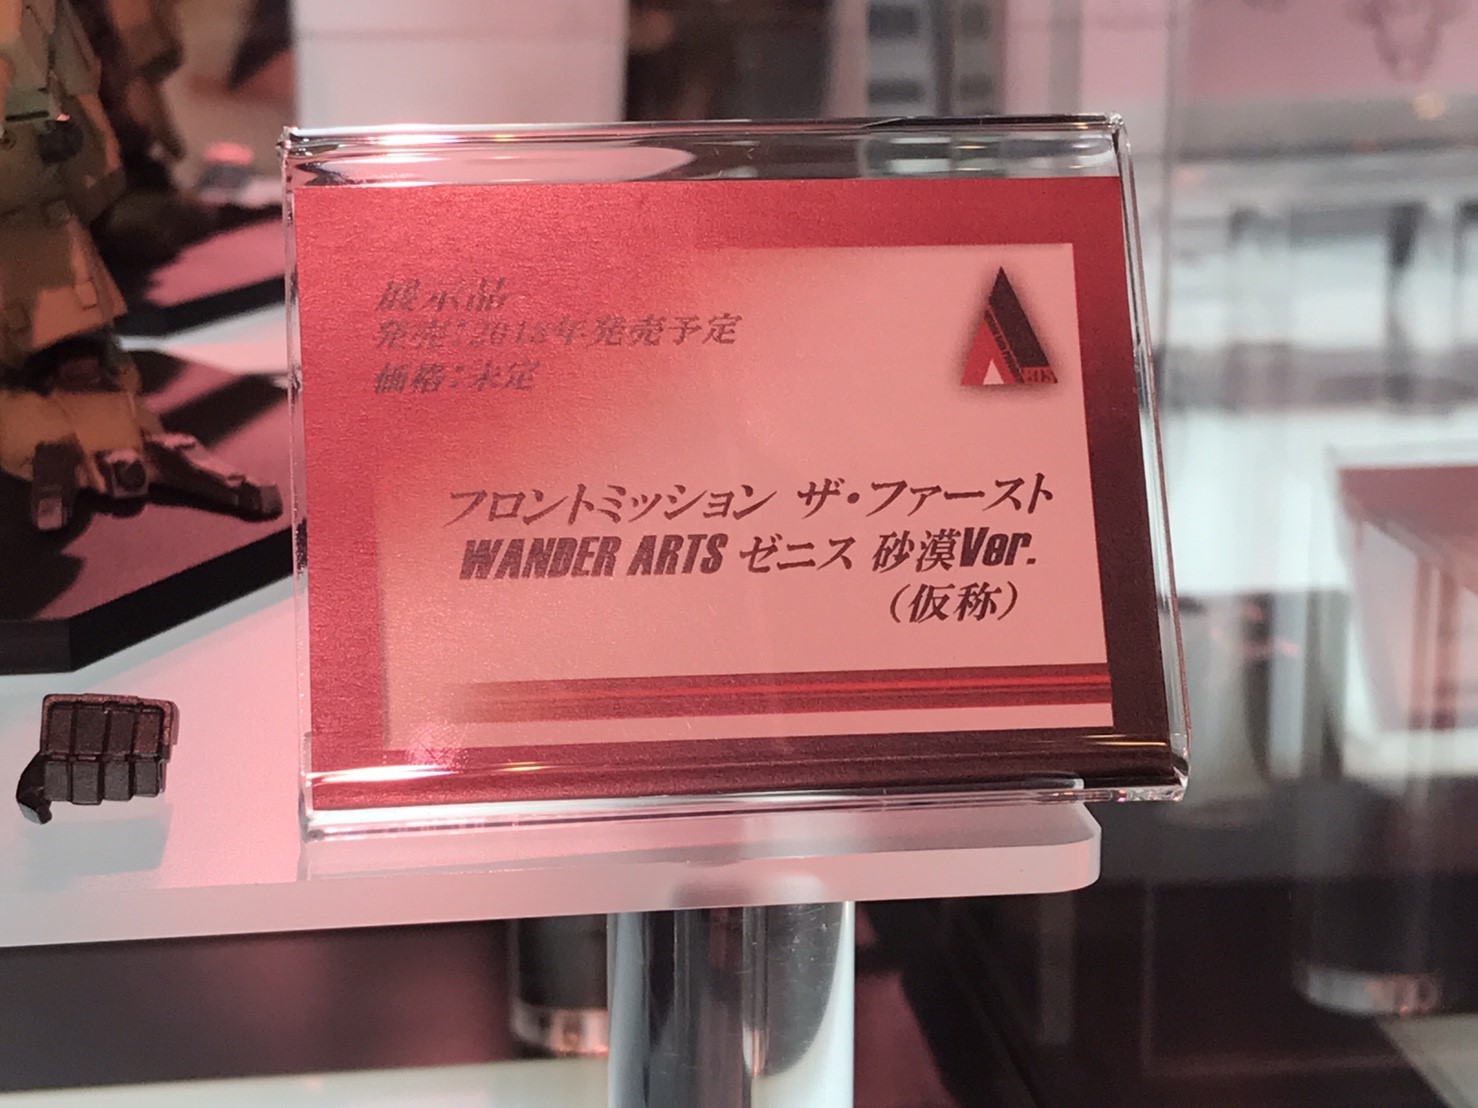 展示品
発売：2018年発売予定
価格：未定
フロントミッション ザ・ファースト
WANDER ARTS ゼニス 砂漠Ver.
（仮称）